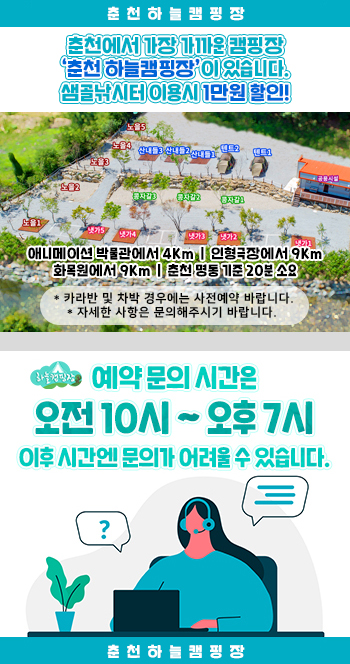 춘천하늘캠핑장
춘천에서 가장 가까운 캠핑장
‘춘천 하늘캠핑장’이 있습니다.
샘골낚시터 이용시 1만원 할인!
노을5
노을4
산내들3 산내들2 산내들1 텐트2 텐트1
노을3
공용시설
노을2
콩자갈3 콩자갈2 콩자갈1
노을1
냇가5 냇가4 냇가3 냇가2 냇가1
애니메이션 박물관에서 4Km | 인형극장에서 9Km
화목원에서 9Km | 춘천 명동 기준 20분 소요
* 카라반 및 차박 경우에는 사전예약 바랍니다.
* 자세한 사항은 문의해주시기 바랍니다.
하늘캠핑장
예약 문의 시간은
오전 10시 ~ 오후 7시
이후 시간엔 문의가 어려울 수 있습니다.
?
춘천하늘캠핑장